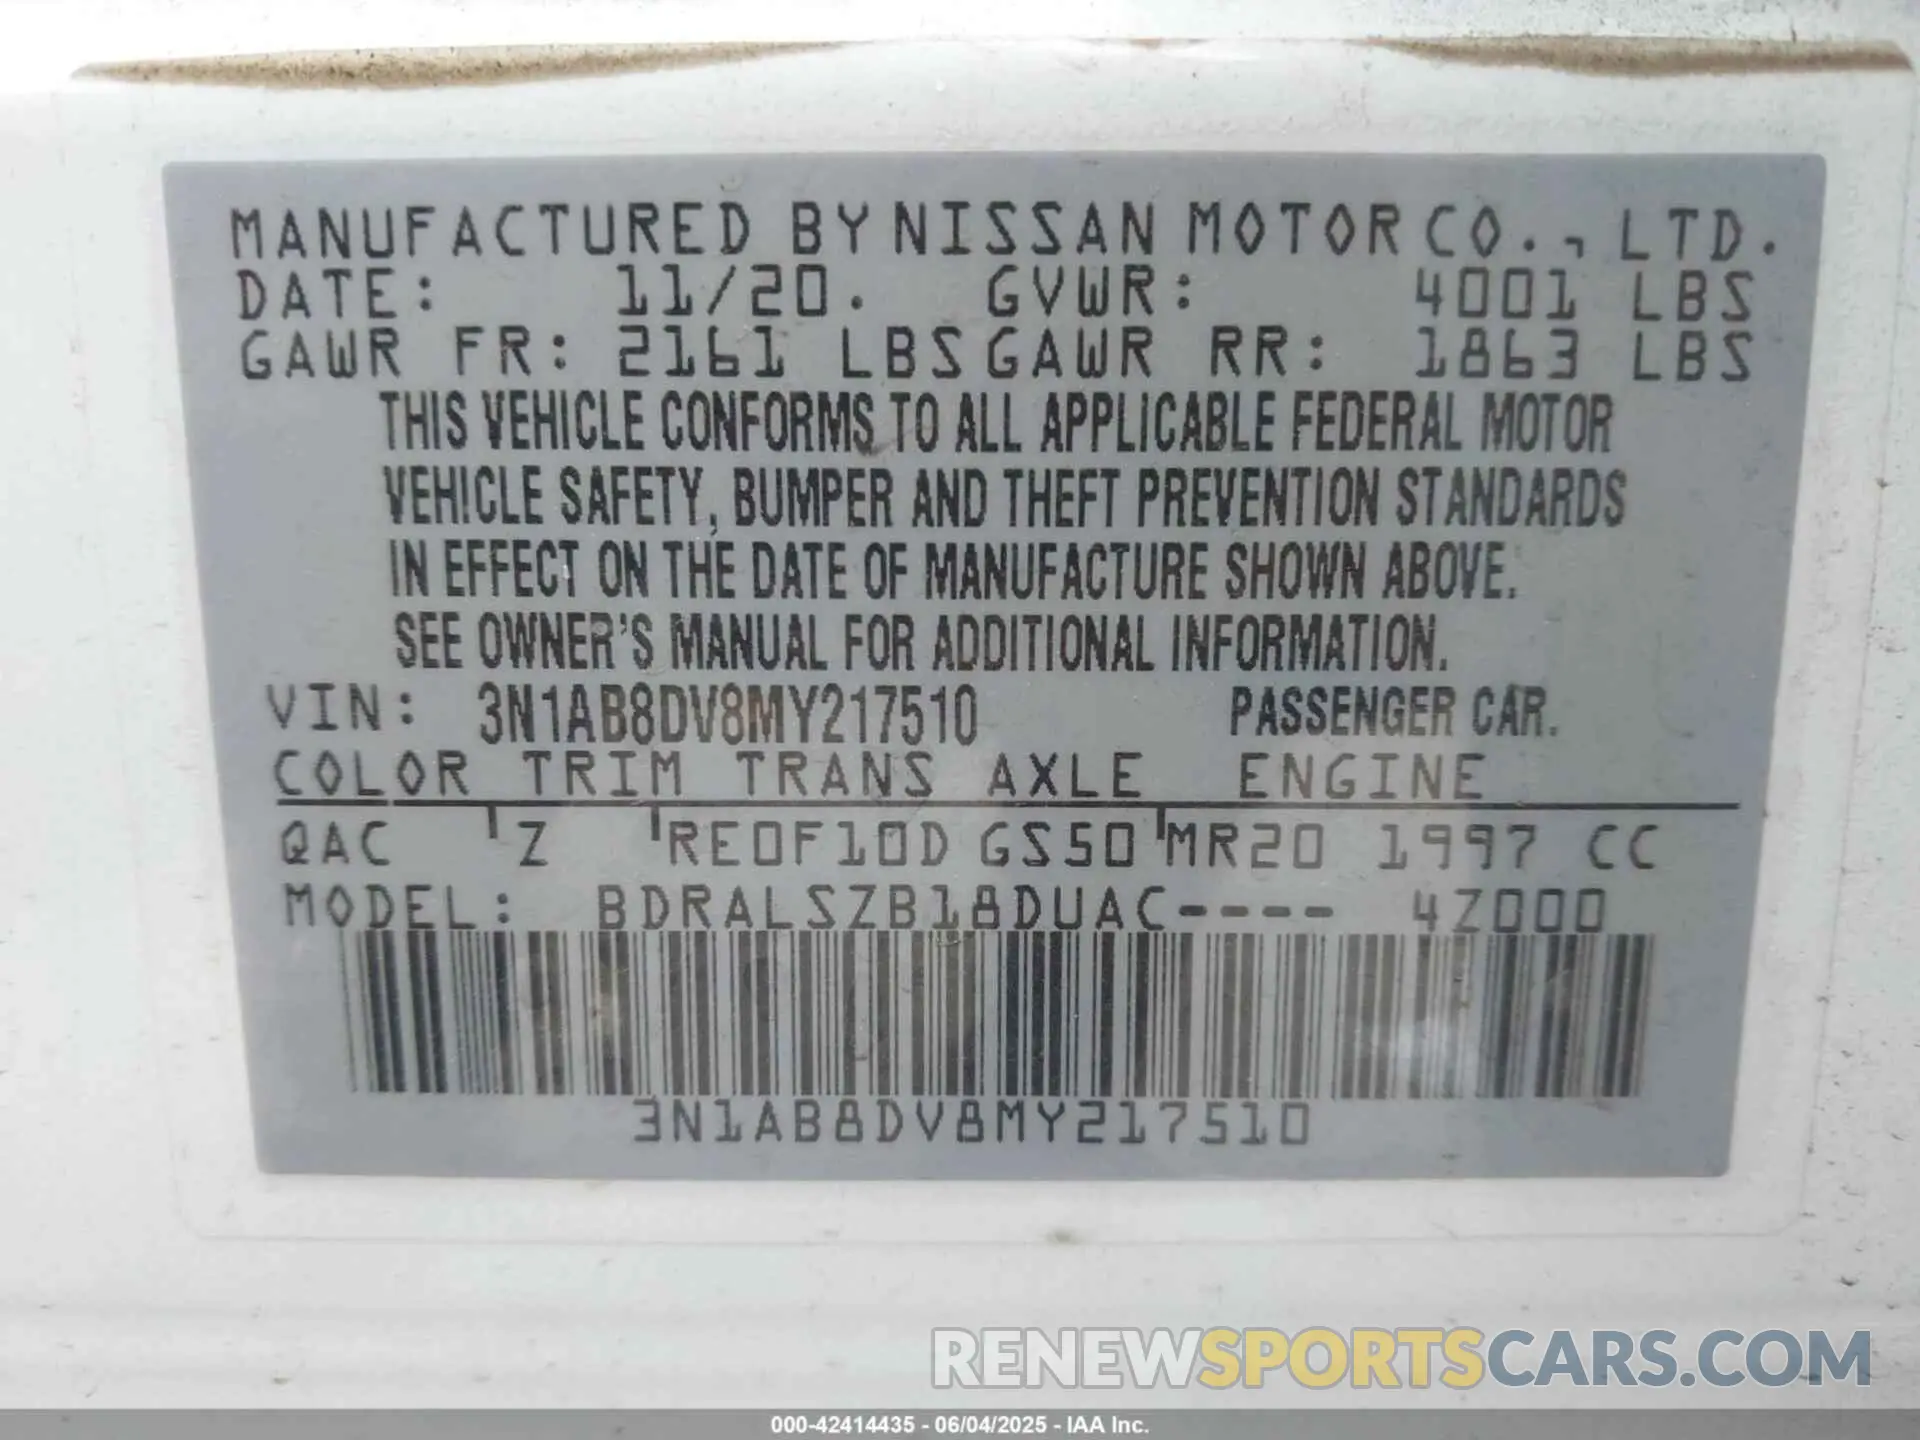 MANUFACTURED BY NISSAN MOTOR CO., LTD.
DATE: 11/20. GVWR: 4001 LBS
GAWR FR: 2161 LBS GAWR RR: 1863 LBS
THIS VEHICLE CONFORMS TO ALL APPLICABLE FEDERAL MOTOR
VEHICLE SAFETY, BUMPER AND THEFT PREVENTION STANDARDS
IN EFFECT ON THE DATE OF MANUFACTURE SHOWN ABOVE.
SEE OWNER'S MANUAL FOR ADDITIONAL INFORMATION.
VIN: 3N1AB8DV8MY217510 PASSENGER CAR.
COLOR TRIM TRANS AXLE ENGINE
QAC Z RE0F10D GS50 MR20 1997 CC
MODEL: BDRALSZB18DUAC---- 4Z000
3N1AB8DV8MY217510
RENEWSPORTSCARS.COM
000-42414435 - 06/04/2025 - IAA Inc.